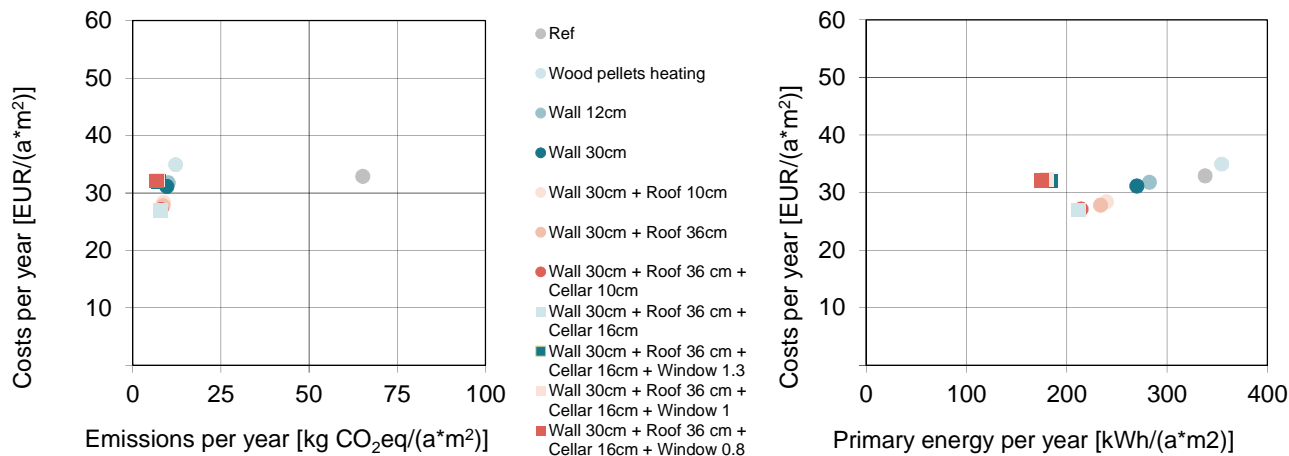 60
50
40
30
20
10
Costs per year [EUR/(a*m²)]
0
25
50
75
100
Emissions per year [kg CO₂eq/(a*m²)]
Ref
Wood pellets heating
Wall 12cm
Wall 30cm
Wall 30cm + Roof 10cm
Wall 30cm + Roof 36cm
Wall 30cm + Roof 36 cm +
Cellar 10cm
Wall 30cm + Roof 36 cm +
Cellar 16cm
Wall 30cm + Roof 36 cm +
Cellar 16cm + Window 1.3
Wall 30cm + Roof 36 cm +
Cellar 16cm + Window 1
Wall 30cm + Roof 36 cm +
Cellar 16cm + Window 0.8
60
50
40
30
20
10
Costs per year [EUR/(a*m²)]
0
100
200
300
400
Primary energy per year [kWh/(a*m2)]